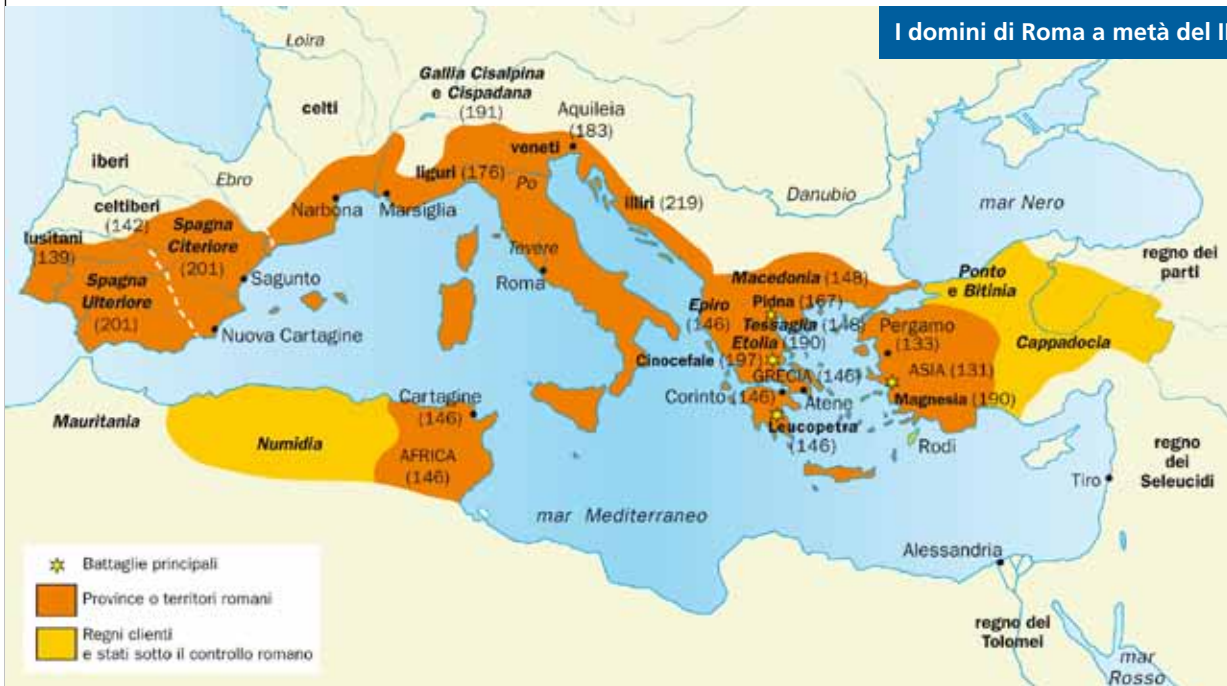 I domini di Roma a metà del II
Loira
Gallia Cisalpina
e Cispadana
(191)
celti
Aquileia
(183)
veneti
iberi
liguri (176)
Po
Ebro
Danubio
mar Nero
celtiberi
(142)
Narbona
Marsiglia
illiri (219)
lusitani
(139)
Spagna
Citeriore
(201)
Tevere
Roma
regno dei
parti
Spagna
Ulteriore
(201)
Sagunto
Nuova Cartagine
Macedonia (148)
Ponto
e Bitinia
Epiro
(146)
Pidna (167)
Tessaglia (148)
Etolia (190)
Pergamo
(133)
Cappadocia
Cinocefale (197)
GRECIA (146)
ASIA (131)
Corinto (146)
Atene
Magnesia (190)
Mauritania
Cartagine
(146)
Numidia
AFRICA
(146)
Leucopetra
(146)
Rodi
regno
dei
Seleucidi
Tiro
mar Mediterraneo
Alessandria
regno dei
Tolomei
mar
Rosso
Battaglie principali
Province o territori romani
Regni clienti
e stati sotto il controllo romano